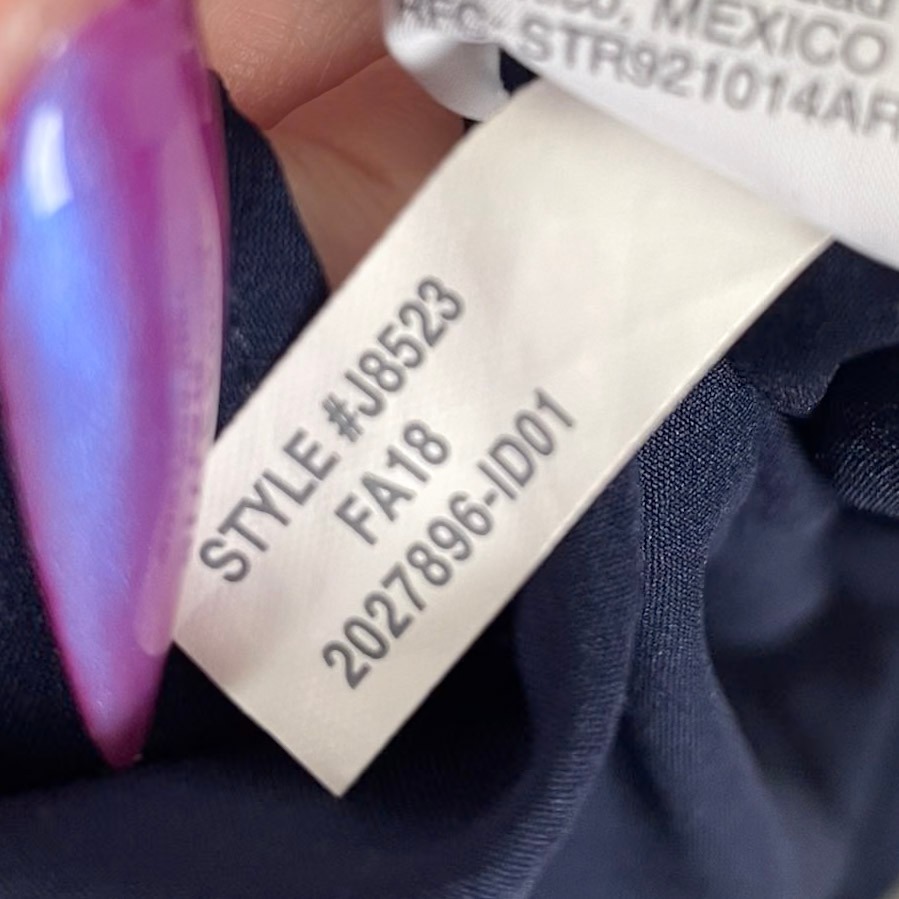 MEXICO
STR921014AR
STYLE #J8523
FA18
2027896-ID01